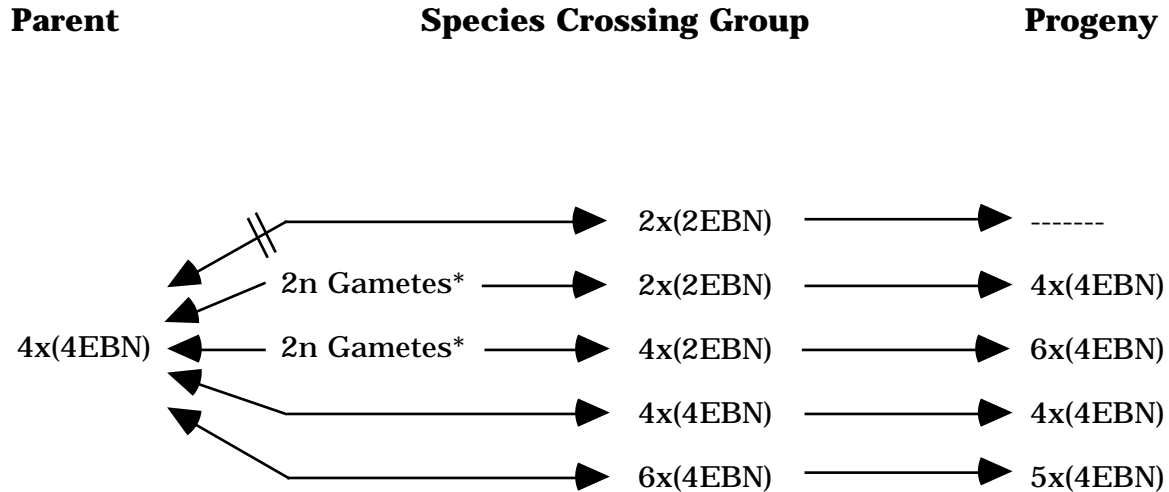 Parent Species Crossing Group Progeny
2x(2EBN) -------
2n Gametes* 2x(2EBN) 4x(4EBN)
4x(4EBN) 2n Gametes* 4x(2EBN) 6x(4EBN)
4x(4EBN) 4x(4EBN)
6x(4EBN) 5x(4EBN)